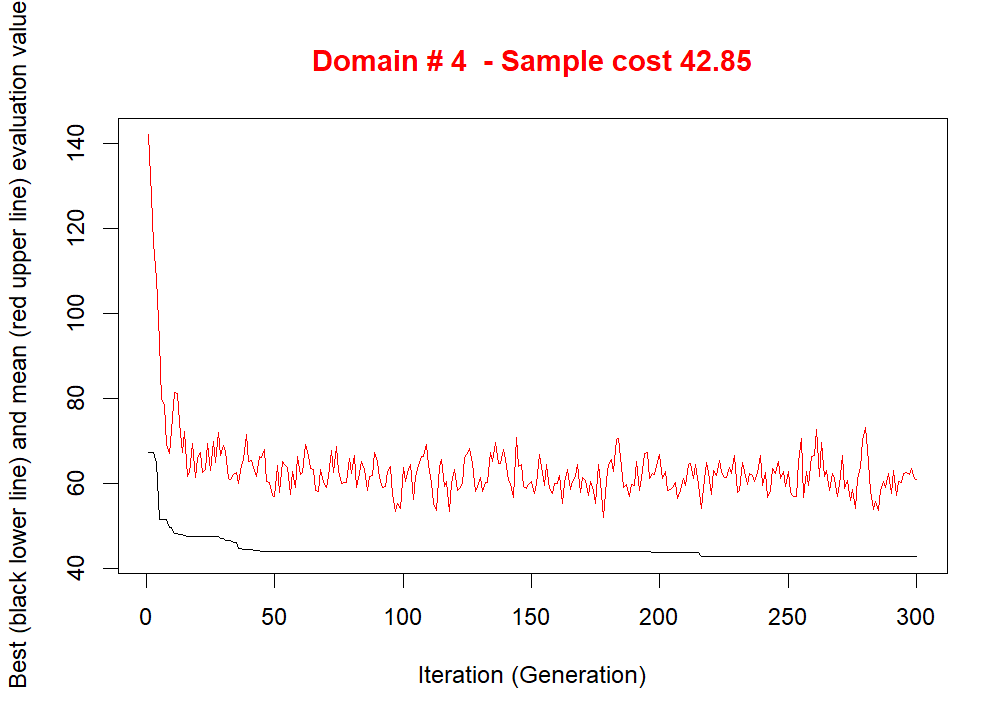 Domain # 4  - Sample cost 42.85
Best (black lower line) and mean (red upper line) evaluation value
140
120
100
80
60
40
0 50 100 150 200 250 300
Iteration (Generation)